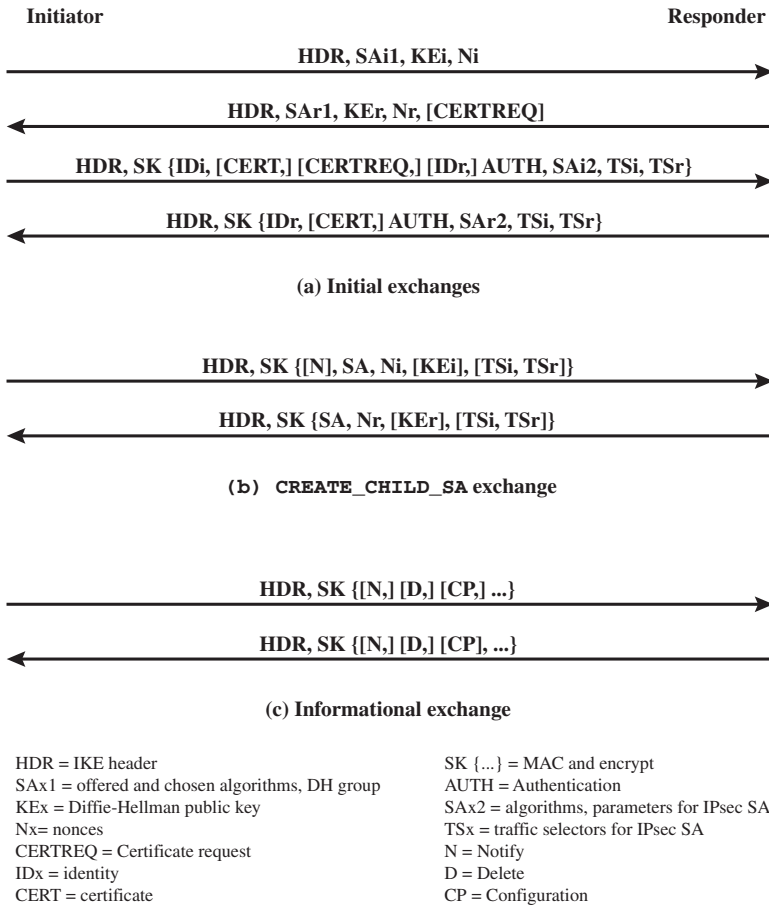 Initiator
Responder
HDR, SAi1, KEi, Ni
HDR, SAr1, KEr, Nr, [CERTREQ]
HDR, SK {IDi, [CERT,] [CERTREQ,] [IDr,] AUTH, SAi2, TSi, TSr}
HDR, SK {IDr, [CERT,] AUTH, SAr2, TSi, TSr}
(a) Initial exchanges
HDR, SK {[N], SA, Ni, [KEi], [TSi, TSr]}
HDR, SK {SA, Nr, [KEr], [TSi, TSr]}
(b) CREATE_CHILD_SA exchange
HDR, SK {[N,] [D,] [CP,] ...}
HDR, SK {[N,] [D,] [CP], ...}
(c) Informational exchange
HDR = IKE header
SAx1 = offered and chosen algorithms, DH group
KEx = Diffie-Hellman public key
Nx= nonces
CERTREQ = Certificate request
IDx = identity
CERT = certificate
SK {...} = MAC and encrypt
AUTH = Authentication
SAx2 = algorithms, parameters for IPsec SA
TSx = traffic selectors for IPsec SA
N = Notify
D = Delete
CP = Configuration